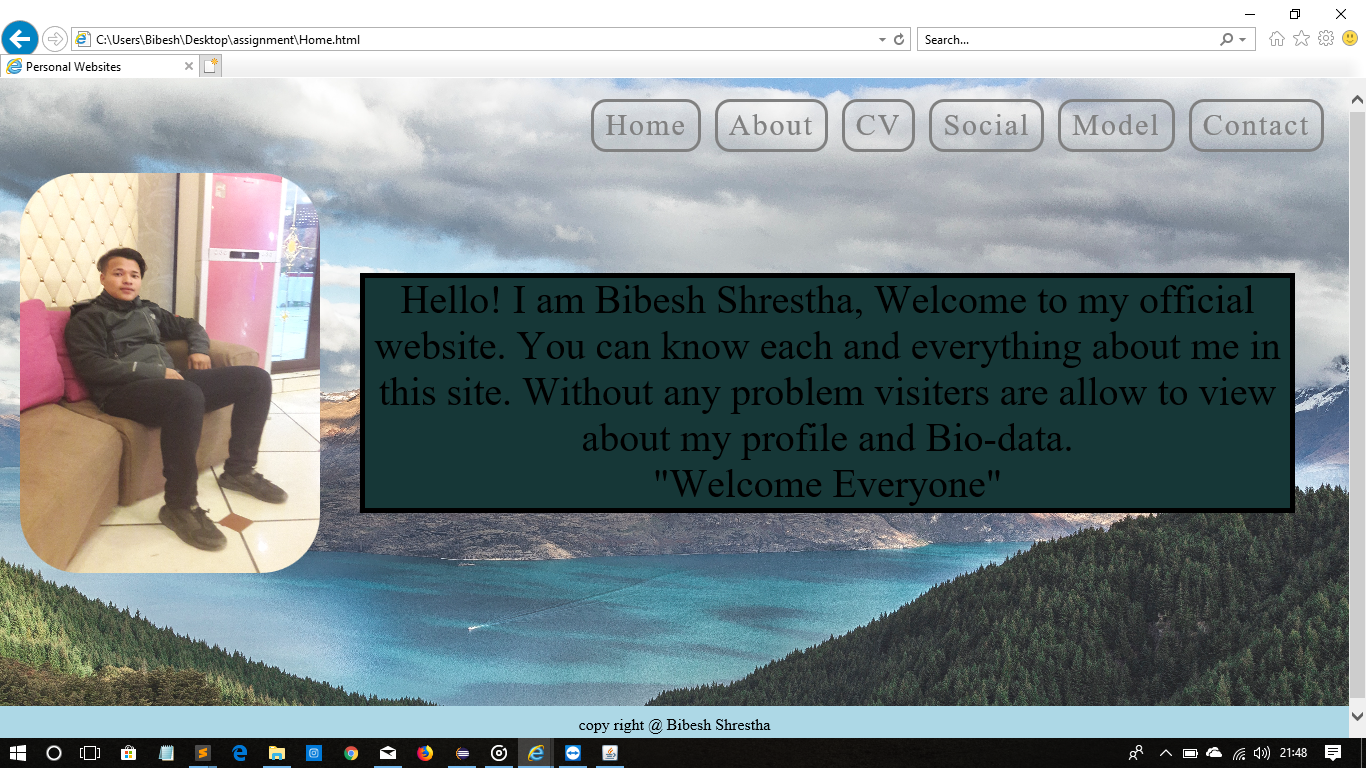 C:\Users\Bibesh\Desktop\assignment\Home.html
Search...
Personal Websites
Home About CV Social Model Contact
Hello! I am Bibesh Shrestha, Welcome to my official
website. You can know each and everything about me in
this site. Without any problem visiters are allow to view
about my profile and Bio-data.
"Welcome Everyone"
copy right @ Bibesh Shrestha
21:48